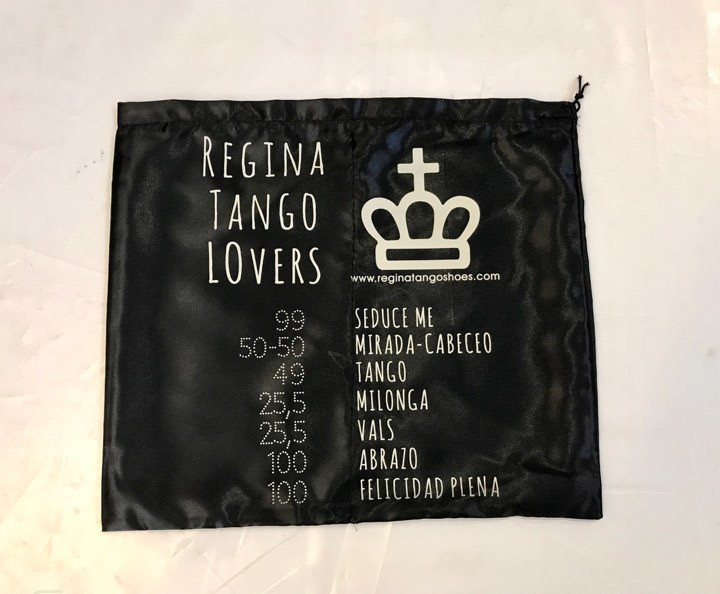 REGINA
TANGO
LOVERS
www.reginatangoshoes.com
99 SEDUCE ME
50-50 MIRADA-CABECEO
49 TANGO
25,5 MILONGA
25,5 VALS
100 ABRAZO
100 FELICIDAD PLENA